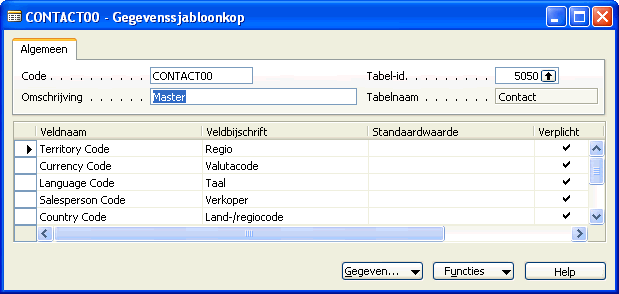 CONTACT00 - Gegevenssjabloonkop
Algemeen
Code . . . . . . . . . . CONTACT00 Tabel-id. . . . . . . . 5050
Omschrijving . . . . . . Master Tabelnaam . . . . . . . Contact
Veldnaam Veldbijschrift Standaardwaarde Verplicht
Territory Code Regio
Currency Code Valutacode
Language Code Taal
Salesperson Code Verkoper
Country Code Land-/regiocode
Gegeven... Functies Help